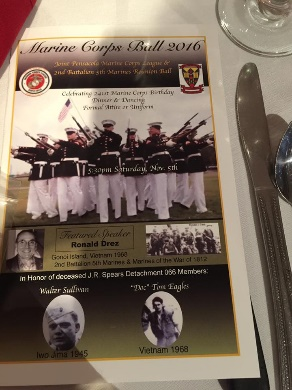 Marine Corps Ball 2016
Joint Pensacola Marine Corps League &
2nd Battalion 5th Marines Reunion Ball
Celebrating 241st Marine Corps Birthday
Dinner & Dancing
Formal Attire or Uniform
5:30pm Saturday, Nov. 5th
Featured Speaker
Ronald Drez
Gonoi Island, Vietnam 1966
2nd Battalion 5th Marines & Marines of the War of 1812
In Honor of deceased J.R. Spears Detachment 066 Members:
Walter Sullivan
"Doc" Tom Eagles
Iwo Jima 1945
Vietnam 1968